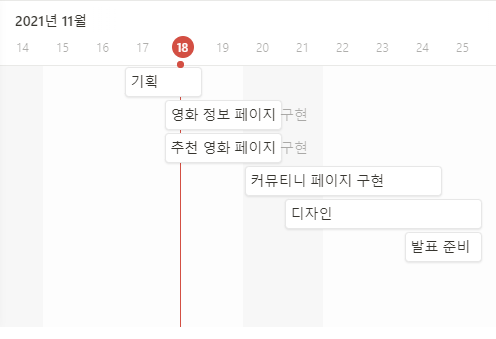 2021년 11월
14 15 16 17 18 19 20 21 22 23 24 25
기획
영화 정보 페이지 구현
추천 영화 페이지 구현
커뮤티니 페이지 구현
디자인
발표 준비